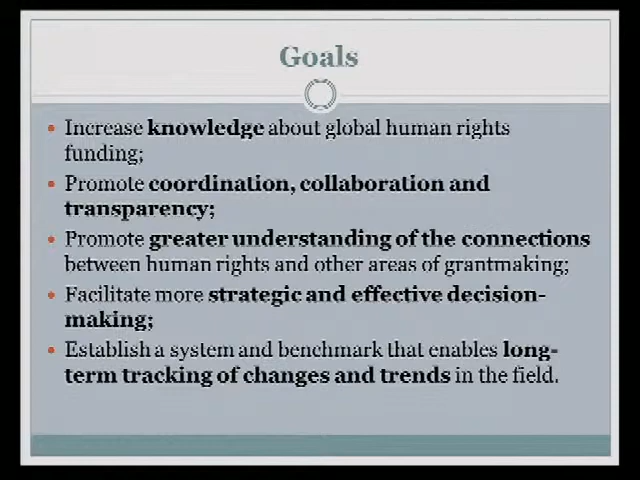 Goals
• Increase knowledge about global human rights
funding;
• Promote coordination, collaboration and
transparency;
• Promote greater understanding of the connections
between human rights and other areas of grantmaking;
• Facilitate more strategic and effective decision-
making;
• Establish a system and benchmark that enables long-
term tracking of changes and trends in the field.